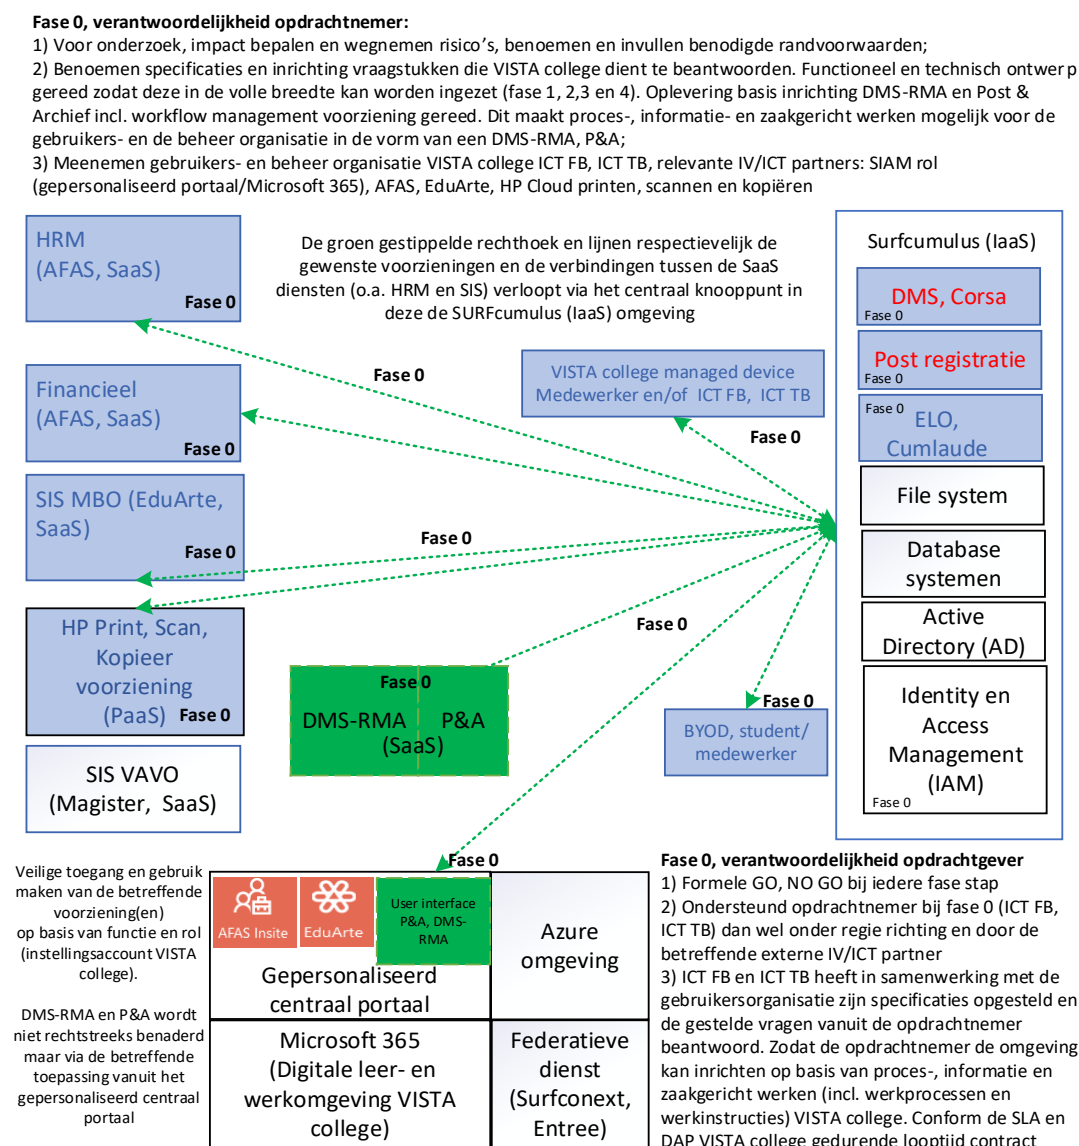 Fase 0, verantwoordelijkheid opdrachtnemer:
1) Voor onderzoek, impact bepalen en wegnemen risico's, benoemen en invullen benodigde randvoorwaarden;
2) Benoemen specificaties en inrichting vraagstukken die VISTA college dient te beantwoorden. Functioneel en technisch ontwerp
gereed zodat deze in de volle breedte kan worden ingezet (fase 1, 2,3 en 4). Oplevering basis inrichting DMS-RMA en Post &
Archief incl. workflow management voorziening gereed. Dit maakt proces-, informatie- en zaakgericht werken mogelijk voor de
gebruikers- en de beheer organisatie in de vorm van een DMS-RMA, P&A;
3) Meenemen gebruikers- en beheer organisatie VISTA college ICT FB, ICT TB, relevante IV/ICT partners: SIAM rol
(gepersonaliseerd portaal/Microsoft 365), AFAS, EduArte, HP Cloud printen, scannen en kopiëren
HRM
(AFAS, SaaS)
Fase 0
De groen gestippelde rechthoek en lijnen respectievelijk de
gewenste voorzieningen en de verbindingen tussen de SaaS
diensten (o.a. HRM en SIS) verloopt via het centraal knooppunt in
deze de SURFcumulus (IaaS) omgeving
Surfcumulus (IaaS)
DMS, Corsa
Fase 0
Post registratie
Fase 0
Fase 0
ELO,
Cumlaude
File system
Database
systemen
Active
Directory (AD)
Identity en
Access
Management
(IAM)
Fase 0
Financieel
(AFAS, SaaS)
Fase 0
Fase 0
VISTA college managed device
Medewerker en/of ICT FB, ICT TB
Fase 0
SIS MBO (EduArte,
SaaS)
Fase 0
Fase 0
HP Print, Scan,
Kopieer
voorziening
(PaaS)
Fase 0
Fase 0
Fase 0
DMS-RMA
P&A
(SaaS)
Fase 0
BYOD, student/
medewerker
SIS VAVO
(Magister, SaaS)
Fase 0
Veilige toegang en gebruik
maken van de betreffende
voorziening(en)
op basis van functie en rol
(instellingsaccount VISTA
college).
DMS-RMA en P&A wordt
niet rechtstreeks benaderd
maar via de betreffende
toepassing vanuit het
gepersonaliseerd centraal
portaal
AFAS Insite
EduArte
User interface
P&A, DMS-
RMA
Gepersonaliseerd
centraal portaal
Azure
omgeving
Microsoft 365
(Digitale leer- en
werkomgeving VISTA
college)
Federatieve
dienst
(Surfconext,
Entree)
Fase 0, verantwoordelijkheid opdrachtgever
1) Formele GO, NO GO bij iedere fase stap
2) Ondersteund opdrachtnemer bij fase 0 (ICT FB,
ICT TB) dan wel onder regie richting en door de
betreffende externe IV/ICT partner
3) ICT FB en ICT TB heeft in samenwerking met de
gebruikersorganisatie zijn specificaties opgesteld en
de gestelde vragen vanuit de opdrachtnemer
beantwoord. Zodat de opdrachtnemer de omgeving
kan inrichten op basis van proces-, informatie en
zaakgericht werken (incl. werkprocessen en
werkinstructies) VISTA college. Conform de SLA en
DAP VISTA college gedurende looptijd contract